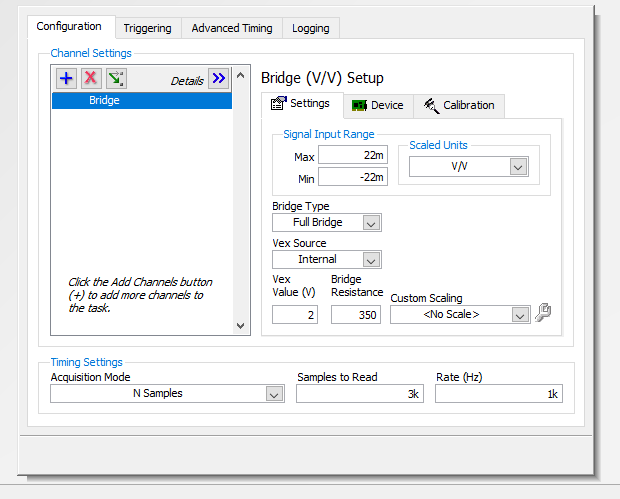 Configuration Triggering Advanced Timing Logging
Channel Settings
Details
Bridge
Click the Add Channels button
(+) to add more channels to
the task.
Bridge (V/V) Setup
Settings Device Calibration
Signal Input Range
Max 22m
Min -22m
Scaled Units
V/V
Bridge Type
Full Bridge
Vex Source
Internal
Vex
Value (V)
2
Bridge
Resistance
350
Custom Scaling
<No Scale>
Timing Settings
Acquisition Mode
N Samples
Samples to Read
3k
Rate (Hz)
1k